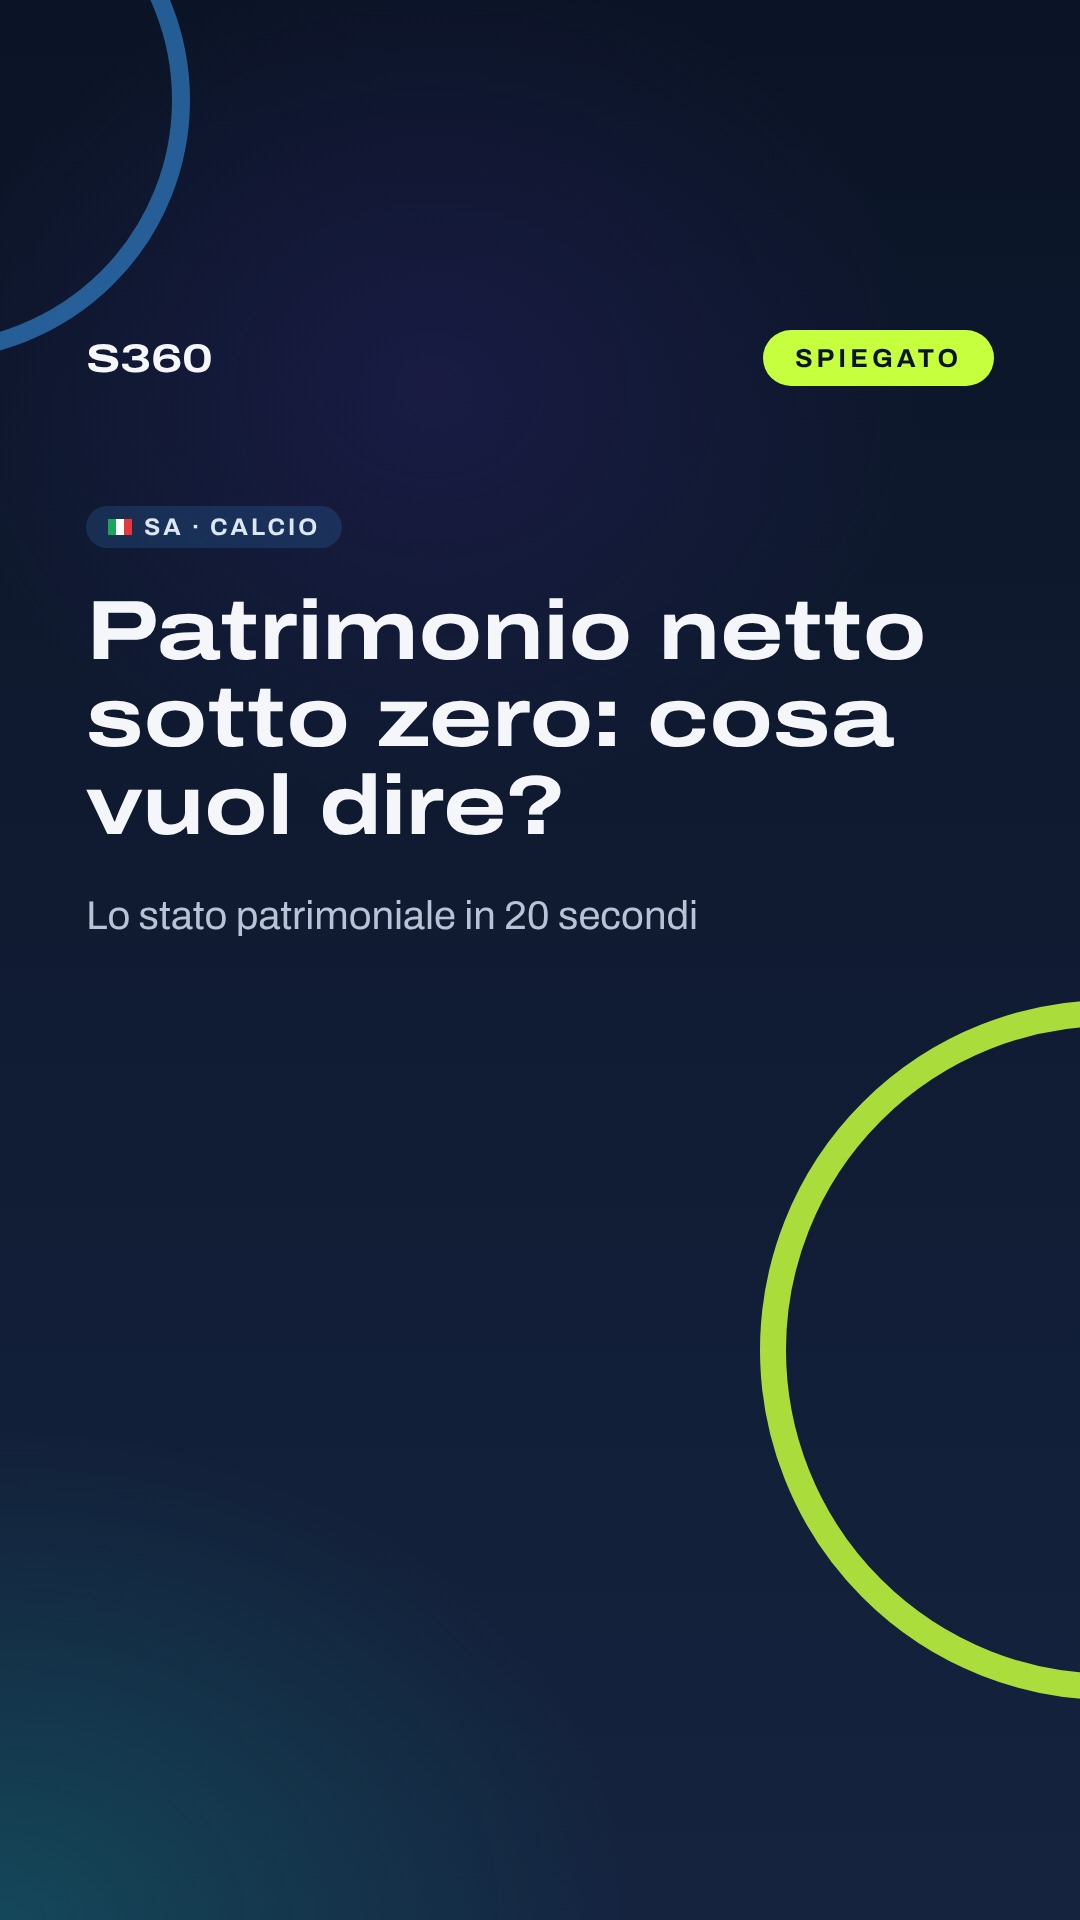 S360
SPIEGATO
SA · CALCIO
Patrimonio netto
sotto zero: cosa
vuol dire?
Lo stato patrimoniale in 20 secondi